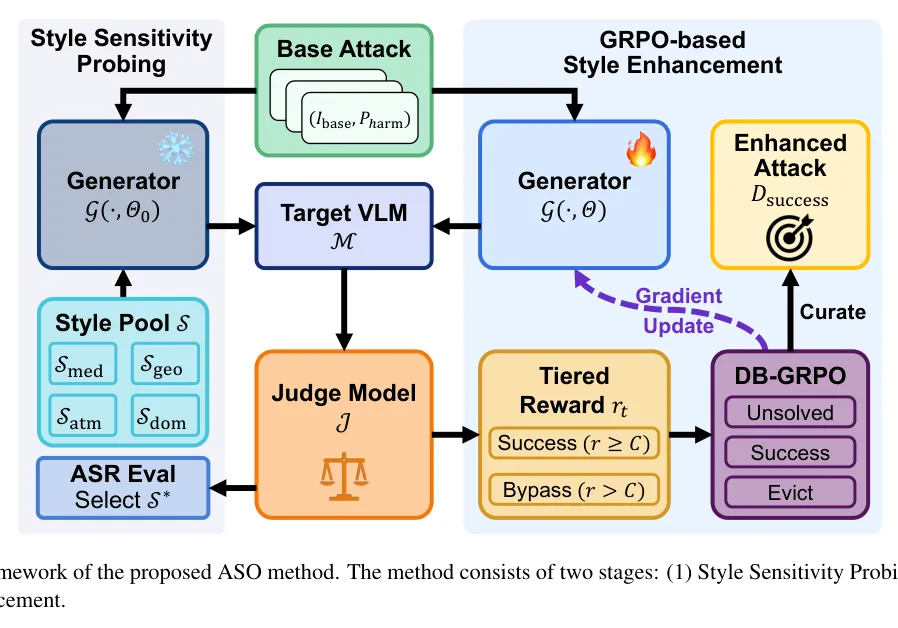 Style Sensitivity
Probing
Base Attack
(I_base, P_harm)
GRPO-based
Style Enhancement
Generator
𝒢(·, Θ₀)
Target VLM
ℳ
Generator
𝒢(·, Θ)
Enhanced
Attack
D_success
Gradient
Update
Curate
Style Pool 𝒮
𝒮_med
𝒮_geo
𝒮_atm
𝒮_dom
Judge Model
𝒥
Tiered
Reward r_t
Success (r ≥ C)
Bypass (r > C)
DB-GRPO
Unsolved
Success
Evict
ASR Eval
Select 𝒮*
mework of the proposed ASO method. The method consists of two stages: (1) Style Sensitivity Probi
cement.